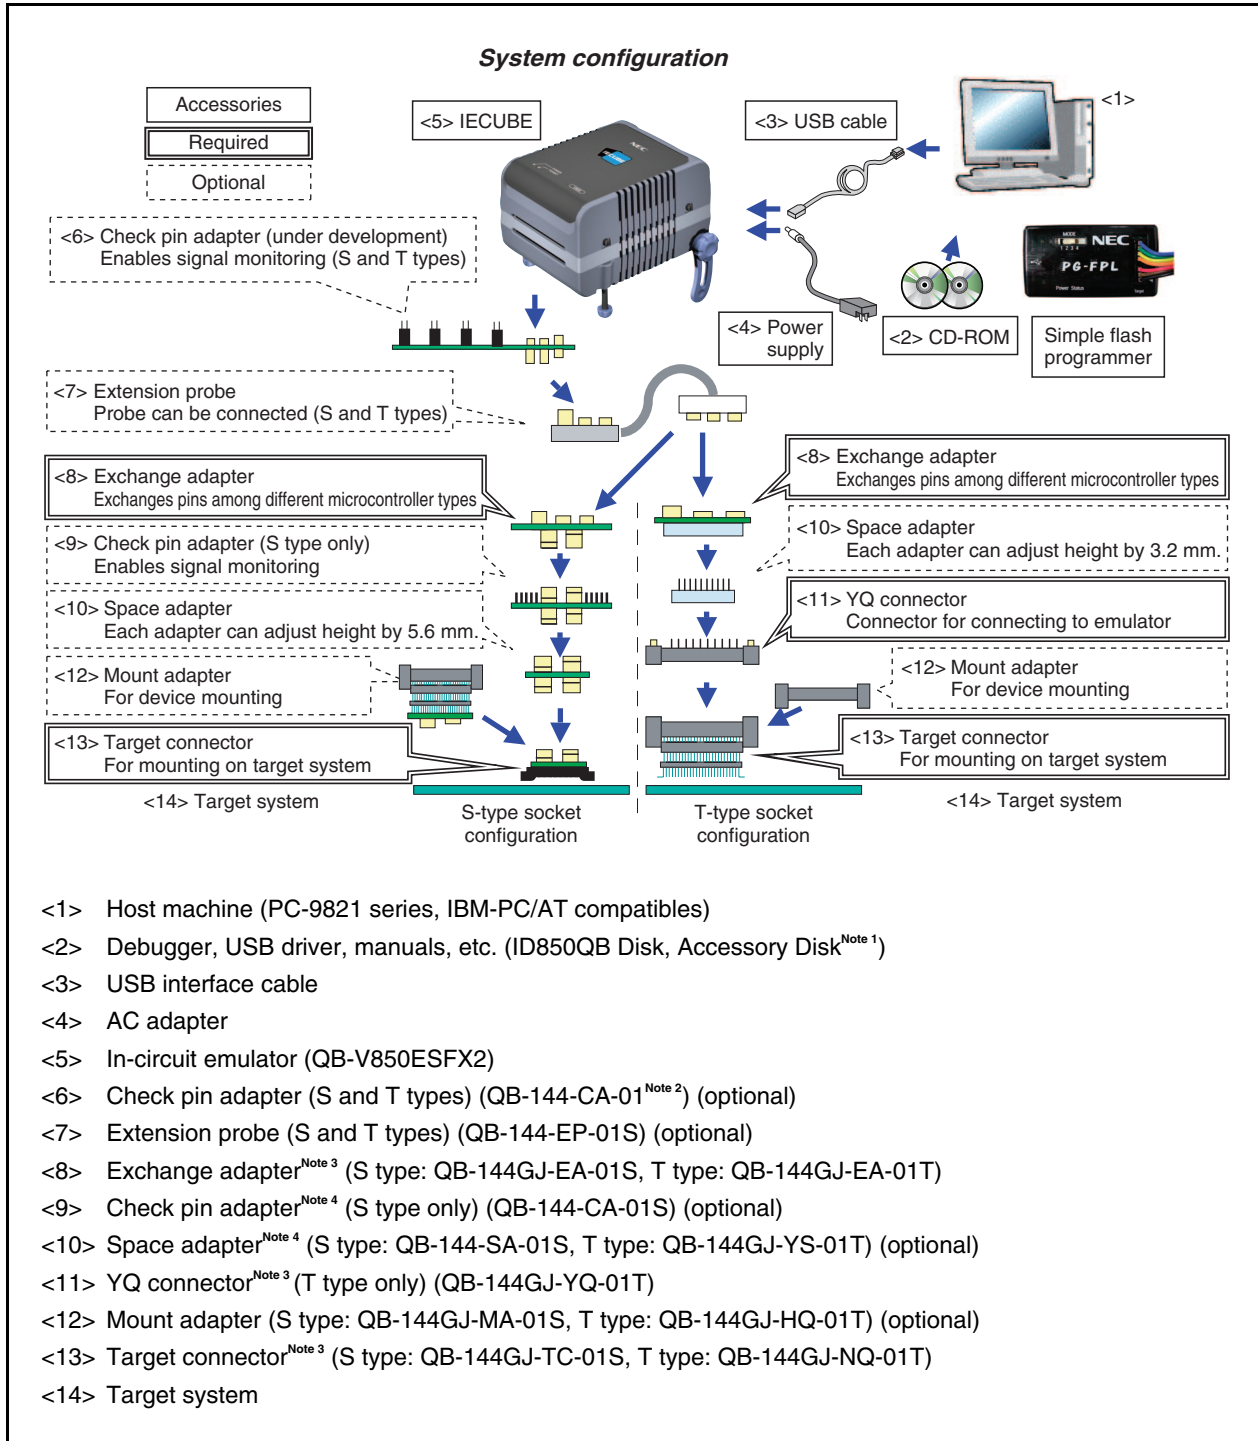 System configuration
Accessories
Required
Optional
<5> IECUBE
<3> USB cable
<1>
<6> Check pin adapter (under development)
Enables signal monitoring (S and T types)
NEC
MODE
1 2 3 4
NEC
PG-FPL
Power Status
Target
<4> Power
supply
<2> CD-ROM
Simple flash
programmer
<7> Extension probe
Probe can be connected (S and T types)
<8> Exchange adapter
Exchanges pins among different microcontroller types
<9> Check pin adapter (S type only)
Enables signal monitoring
<10> Space adapter
Each adapter can adjust height by 5.6 mm.
<12> Mount adapter
For device mounting
<13> Target connector
For mounting on target system
<14> Target system
S-type socket
configuration
<8> Exchange adapter
Exchanges pins among different microcontroller types
<10> Space adapter
Each adapter can adjust height by 3.2 mm.
<11> YQ connector
Connector for connecting to emulator
<12> Mount adapter
For device mounting
<13> Target connector
For mounting on target system
<14> Target system
T-type socket
configuration
<1> Host machine (PC-9821 series, IBM-PC/AT compatibles)
<2> Debugger, USB driver, manuals, etc. (ID850QB Disk, Accessory Disk Note 1)
<3> USB interface cable
<4> AC adapter
<5> In-circuit emulator (QB-V850ESFX2)
<6> Check pin adapter (S and T types) (QB-144-CA-01 Note 2) (optional)
<7> Extension probe (S and T types) (QB-144-EP-01S) (optional)
<8> Exchange adapter Note 3 (S type: QB-144GJ-EA-01S, T type: QB-144GJ-EA-01T)
<9> Check pin adapter Note 4 (S type only) (QB-144-CA-01S) (optional)
<10> Space adapter Note 4 (S type: QB-144-SA-01S, T type: QB-144GJ-YS-01T) (optional)
<11> YQ connector Note 3 (T type only) (QB-144GJ-YQ-01T)
<12> Mount adapter (S type: QB-144GJ-MA-01S, T type: QB-144GJ-HQ-01T) (optional)
<13> Target connector Note 3 (S type: QB-144GJ-TC-01S, T type: QB-144GJ-NQ-01T)
<14> Target system